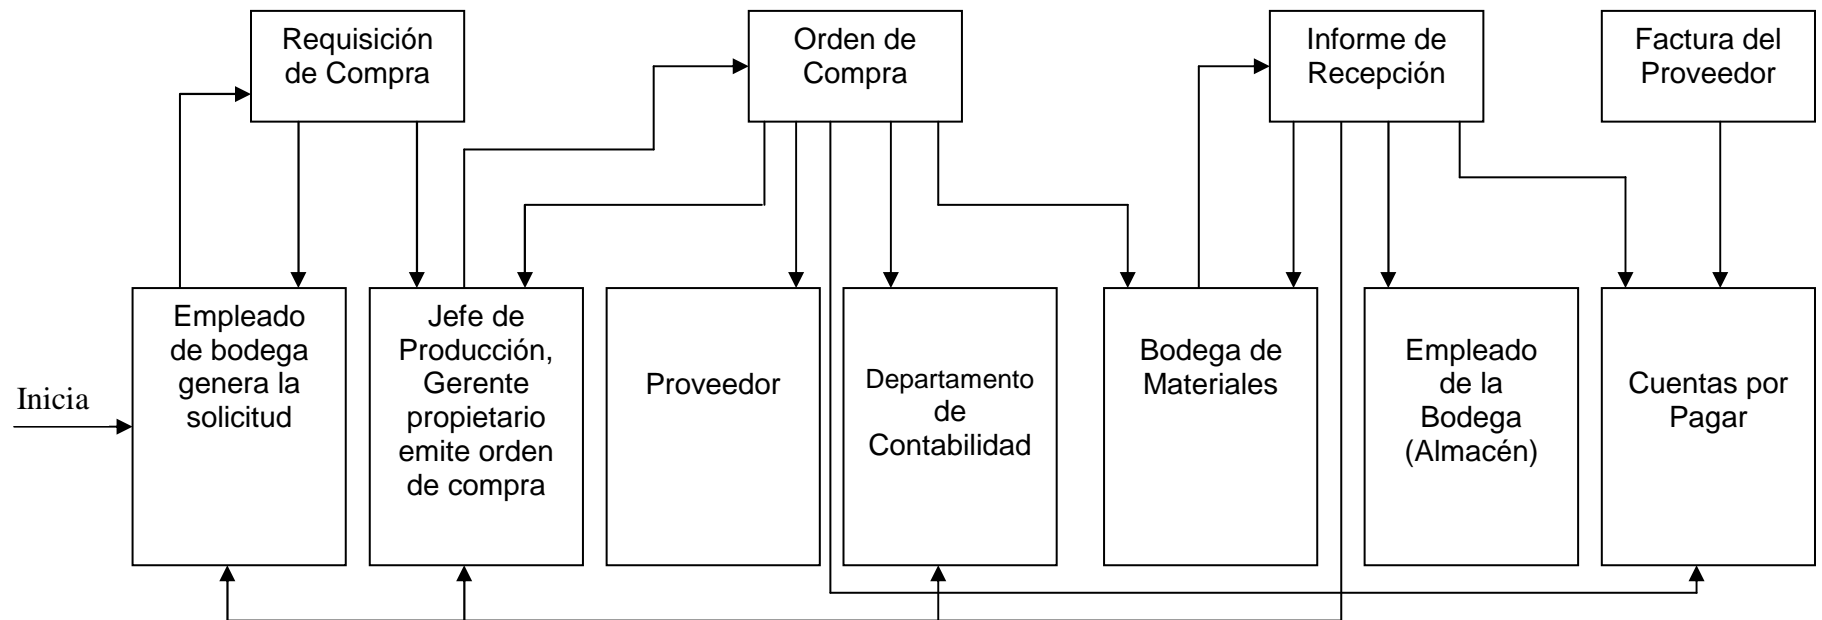 Requisición
de Compra
Orden de
Compra
Informe de
Recepción
Factura del
Proveedor
Inicia
Empleado
de bodega
genera la
solicitud
Jefe de
Producción,
Gerente
propietario
emite orden
de compra
Proveedor
Departamento
de
Contabilidad
Bodega de
Materiales
Empleado
de la
Bodega
(Almacén)
Cuentas por
Pagar